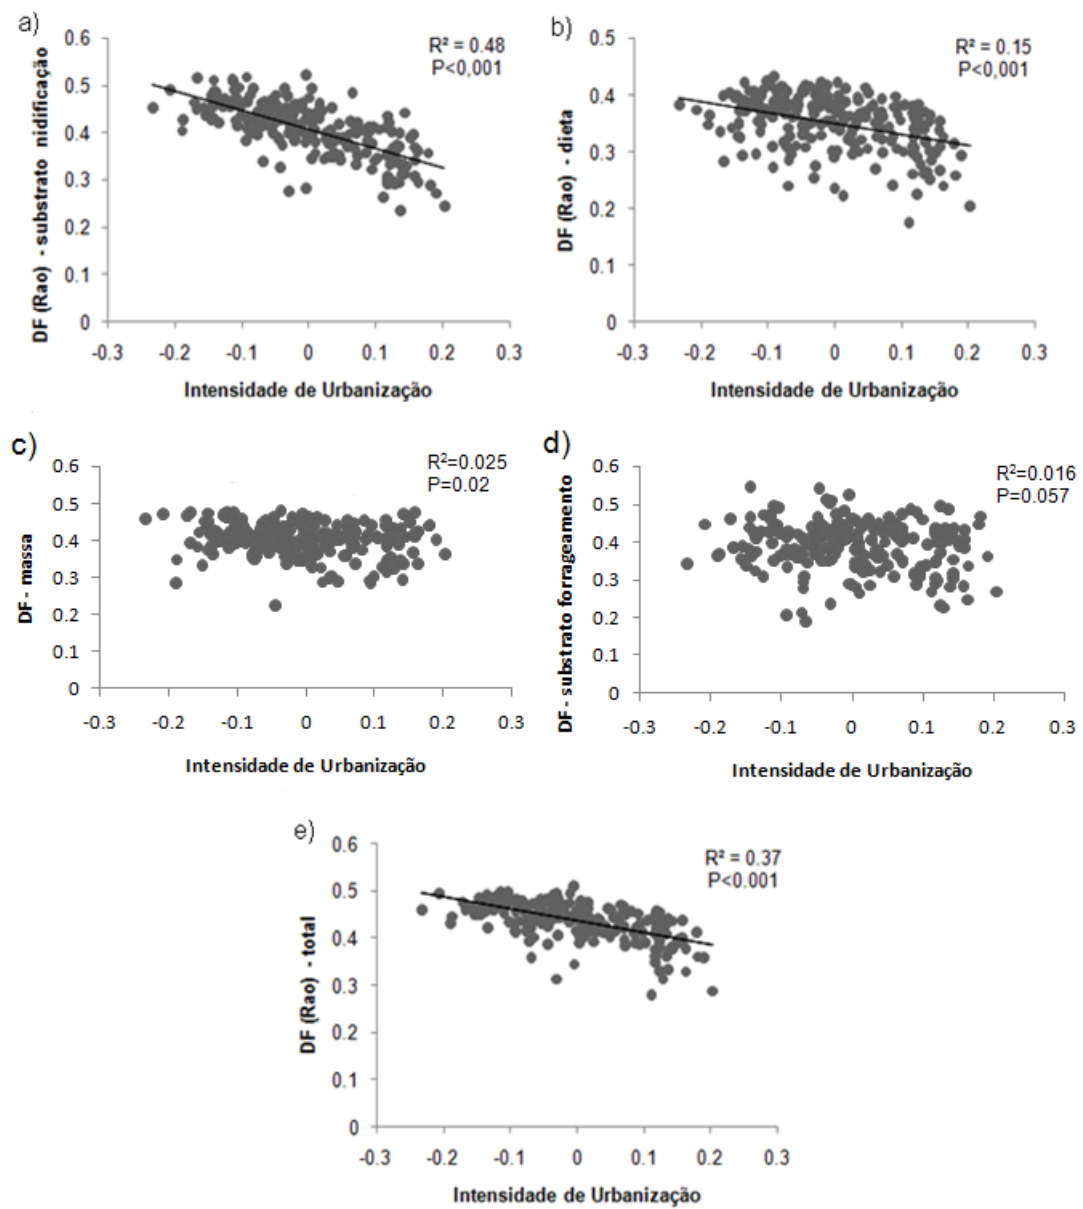 a)
R² = 0.48
P<0,001
DF (Rao) - substrato nidificação
0.6
0.5
0.4
0.3
0.2
0.1
0
-0.3 -0.2 -0.1 0 0.1 0.2 0.3
Intensidade de Urbanização
b)
R² = 0.15
P<0,001
DF (Rao) - dieta
0.5
0.4
0.3
0.2
0.1
0
-0.3 -0.2 -0.1 0 0.1 0.2 0.3
Intensidade de Urbanização
c)
R²=0.025
P=0.02
DF - massa
0.6
0.5
0.4
0.3
0.2
0.1
0
-0.3 -0.2 -0.1 0 0.1 0.2 0.3
Intensidade de Urbanização
d)
R²=0.016
P=0.057
DF - substrato forrageamento
0.6
0.5
0.4
0.3
0.2
0.1
0
-0.3 -0.2 -0.1 0 0.1 0.2 0.3
Intensidade de Urbanização
e)
R² = 0.37
P<0.001
DF (Rao) - total
0.6
0.5
0.4
0.3
0.2
0.1
0
-0.3 -0.2 -0.1 0 0.1 0.2 0.3
Intensidade de Urbanização